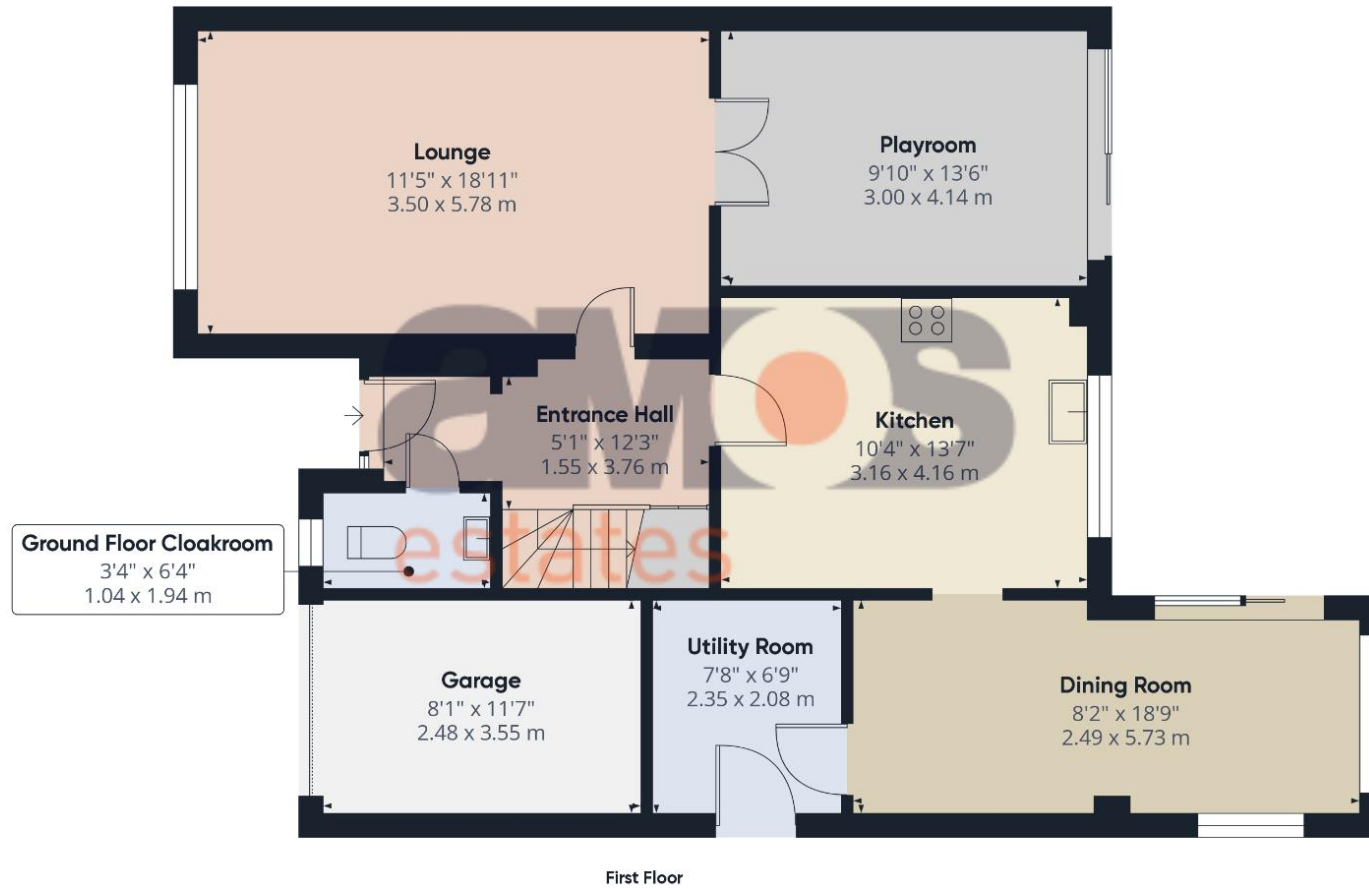 Lounge
11'5" x 18'11"
3.50 x 5.78 m
Playroom
9'10" x 13'6"
3.00 x 4.14 m
Entrance Hall
5'1" x 12'3"
1.55 x 3.76 m
Kitchen
10'4" x 13'7"
3.16 x 4.16 m
aMOs
estates
Ground Floor Cloakroom
3'4" x 6'4"
1.04 x 1.94 m
Garage
8'1" x 11'7"
2.48 x 3.55 m
Utility Room
7'8" x 6'9"
2.35 x 2.08 m
Dining Room
8'2" x 18'9"
2.49 x 5.73 m
First Floor